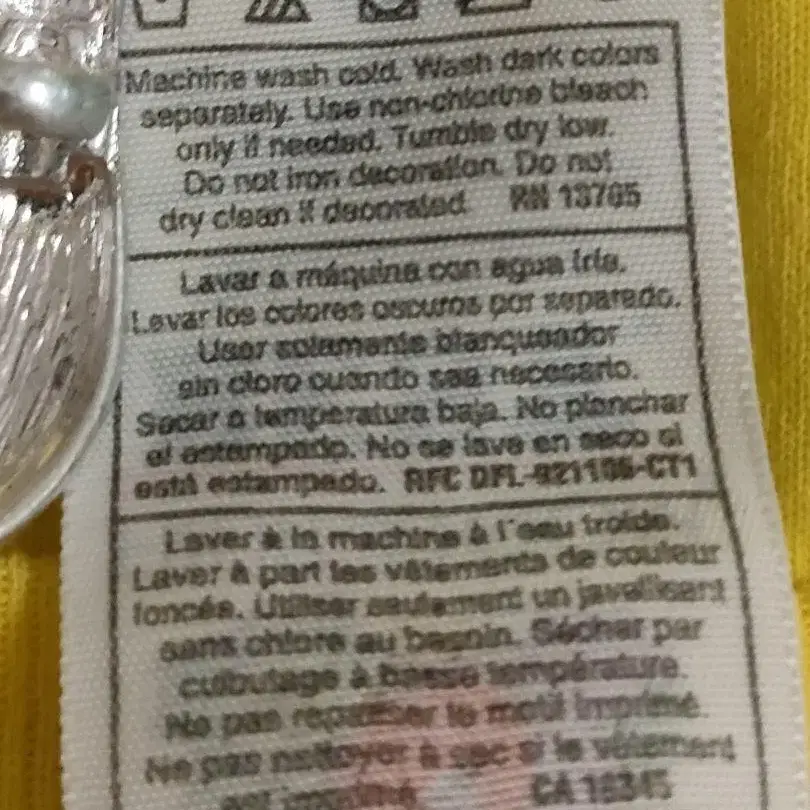 Machine wash cold. Wash dark colors
separately. Use non-chlorine bleach
only if needed. Tumble dry low.
Do not iron decoration. Do not
dry clean if decorated. RN 13765
Lavar a máquina con agua fría.
Lavar los colores oscuros por separado.
Usar solamente blanqueador
sin cloro cuando sea necesario.
Secar a temperatura baja. No planchar
el estampado. No se lave en seco si
está estampado. RFC DFL-921106-CT1
Laver à la machine à l'eau froide.
Laver à part les vêtements de couleur
foncée. Utiliser seulement un javellisant
sans chlore au besoin. Sécher par
culbutage à basse température.
Ne pas repasser le motif imprimé.
Ne pas nettoyer à sec si le vêtement
est imprimé. CA 18345